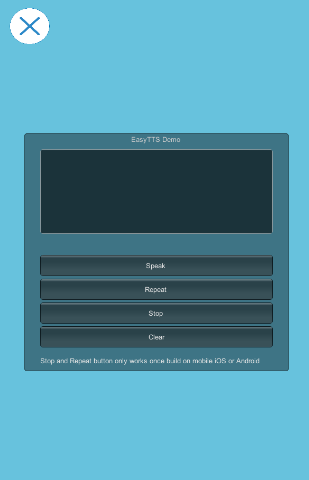 EasyTTS Demo
Speak
Repeat
Stop
Clear
Stop and Repeat button only works once build on mobile iOS or Android